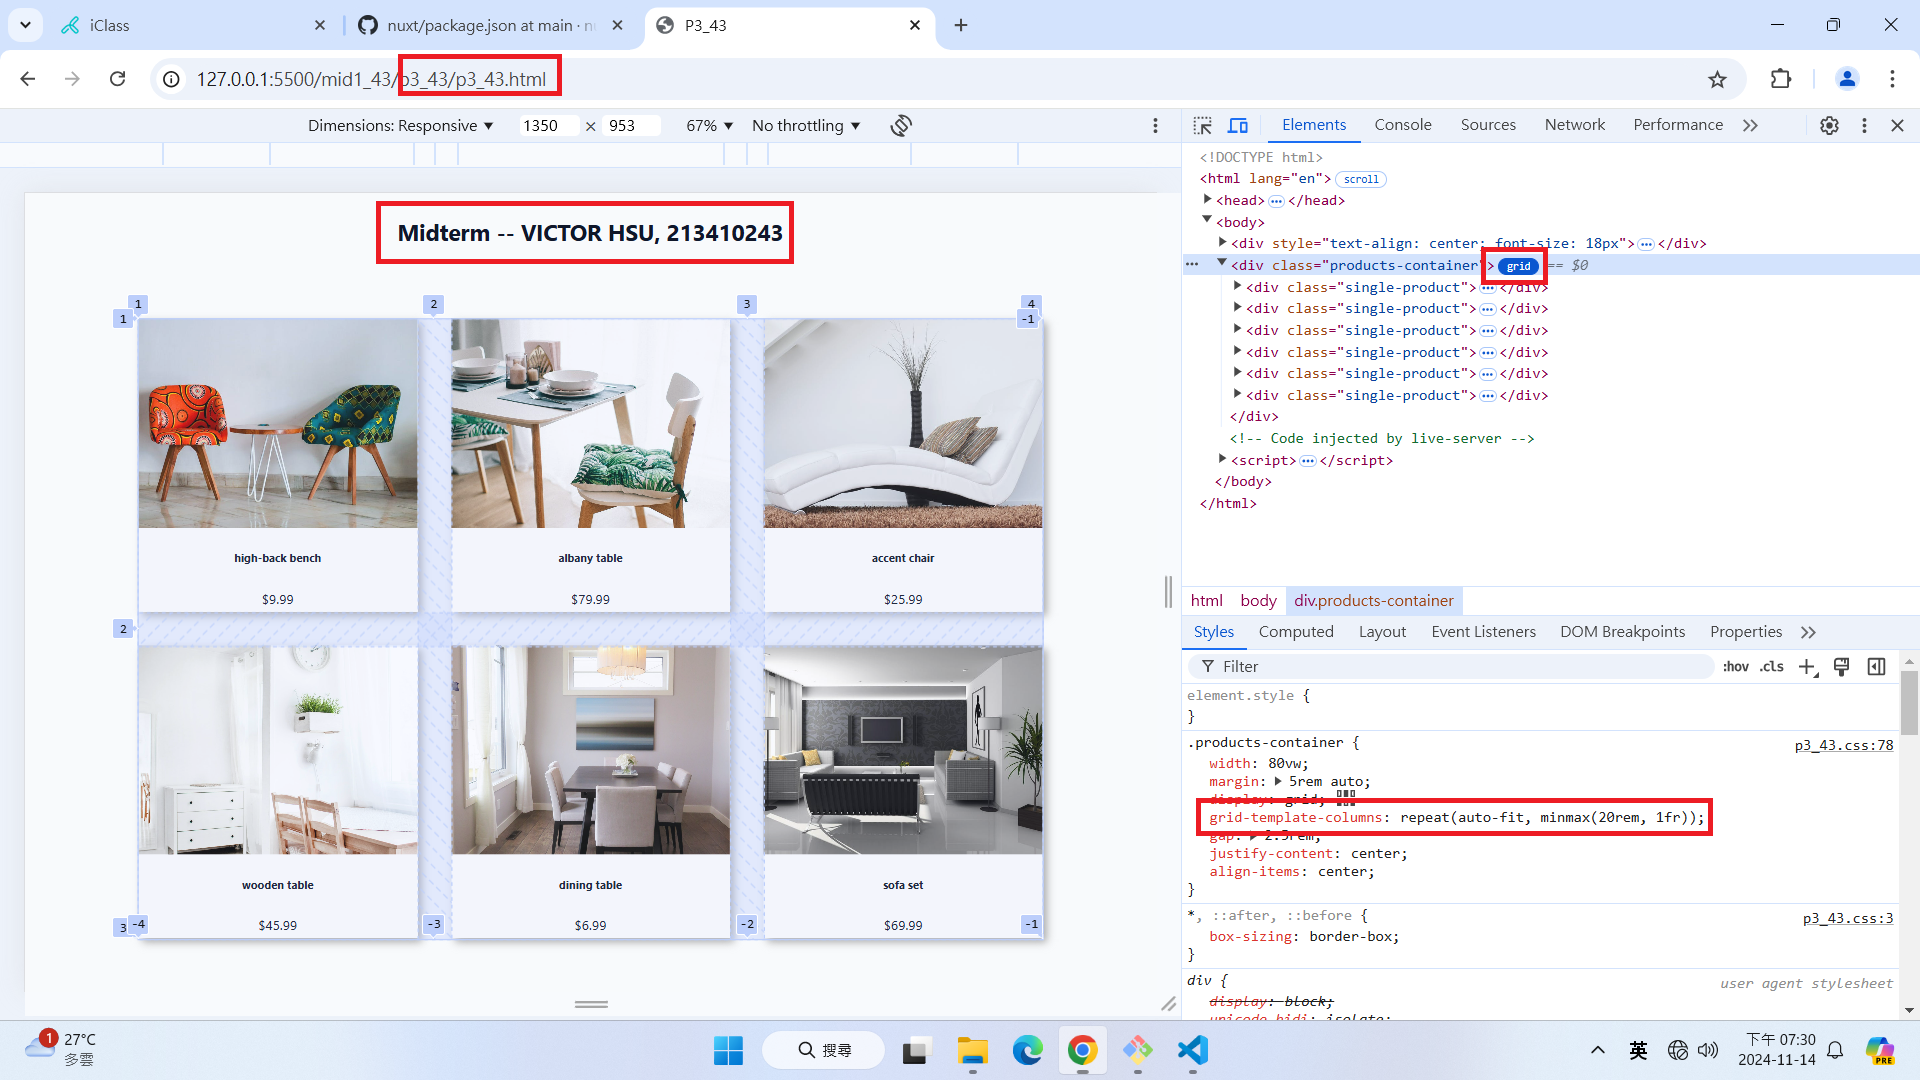 iClass
nuxt/package.json at main · nu
P3_43
127.0.0.1:5500/mid1_43/p3_43/p3_43.html
Dimensions: Responsive ▼ 1350 × 953 67% ▼ No throttling ▼
Elements Console Sources Network Performance
<!DOCTYPE html>
<html lang="en"> scroll
<head> ··· </head>
<body>
<div style="text-align: center; font-size: 18px"> ··· </div>
··· <div class="products-container"> grid == $0
<div class="single-product"> ··· </div>
<div class="single-product"> ··· </div>
<div class="single-product"> ··· </div>
<div class="single-product"> ··· </div>
<div class="single-product"> ··· </div>
<div class="single-product"> ··· </div>
</div>
<!-- Code injected by live-server -->
<script> ··· </script>
</body>
</html>
Midterm -- VICTOR HSU, 213410243
1 2 3 4
1 -1
high-back bench albany table accent chair
$9.99 $79.99 $25.99
2
wooden table dining table sofa set
$45.99 $6.99 $69.99
3 -4 -3 -2 -1
html body div.products-container
Styles Computed Layout Event Listeners DOM Breakpoints Properties
Filter :hov .cls
element.style {
}
.products-container { p3_43.css:78
width: 80vw;
margin: 5rem auto;
display: grid;
grid-template-columns: repeat(auto-fit, minmax(20rem, 1fr));
gap: 2.5rem;
justify-content: center;
align-items: center;
}
*, ::after, ::before { p3_43.css:3
box-sizing: border-box;
}
div { user agent stylesheet
display: block;
unicode-bidi: isolate;
1 27°C
多雲
搜尋
英
下午 07:30
2024-11-14
PRE